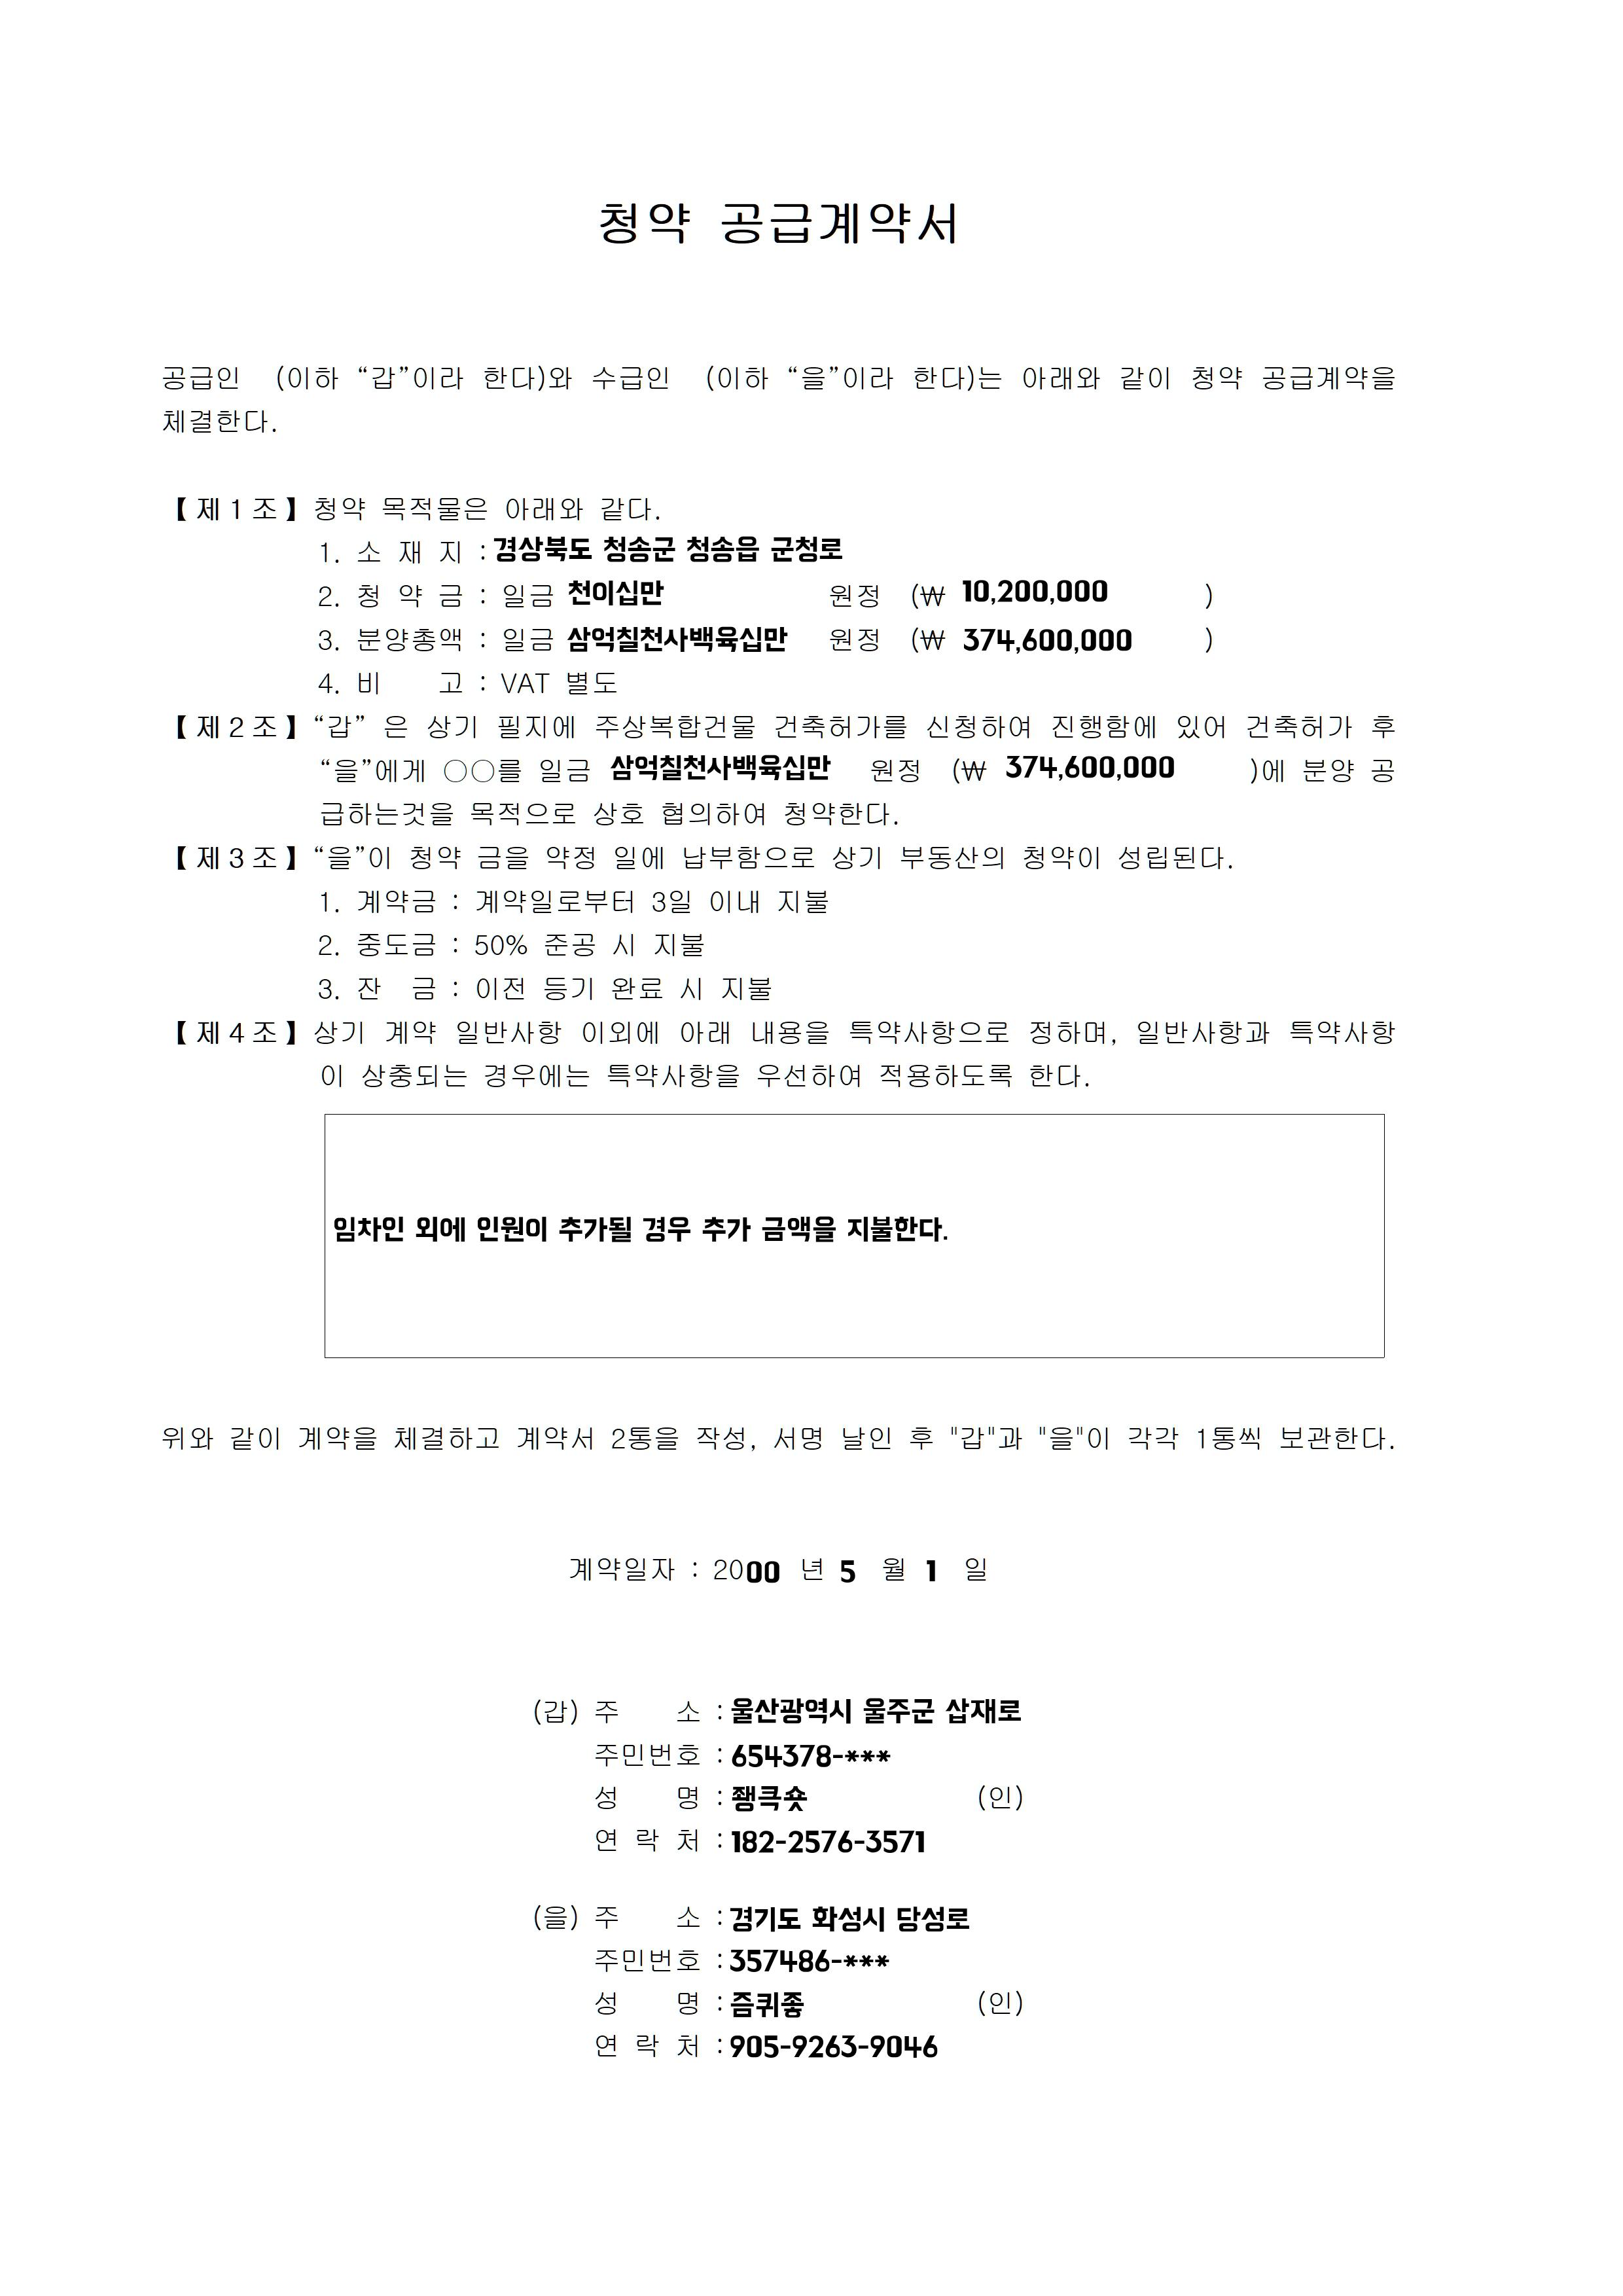 청약 공급계약서
공급인 (이하 “갑”이라 한다)와 수급인 (이하 “을”이라 한다)는 아래와 같이 청약 공급계약을
체결한다.
【제1조】 청약 목적물은 아래와 같다.
1. 소 재 지 : 경상북도 청송군 청송읍 군청로
2. 청 약 금 : 일금 천이십만 원정 (₩ 10,200,000 )
3. 분양총액 : 일금 삼억칠천사백육십만 원정 (₩ 374,600,000 )
4. 비 고 : VAT 별도
【제2조】 “갑” 은 상기 필지에 주상복합건물 건축허가를 신청하여 진행함에 있어 건축허가 후
“을”에게 ○○를 일금 삼억칠천사백육십만 원정 (₩ 374,600,000 )에 분양 공
급하는것을 목적으로 상호 협의하여 청약한다.
【제3조】 “을”이 청약 금을 약정 일에 납부함으로 상기 부동산의 청약이 성립된다.
1. 계약금 : 계약일로부터 3일 이내 지불
2. 중도금 : 50% 준공 시 지불
3. 잔 금 : 이전 등기 완료 시 지불
【제4조】 상기 계약 일반사항 이외에 아래 내용을 특약사항으로 정하며, 일반사항과 특약사항
이 상충되는 경우에는 특약사항을 우선하여 적용하도록 한다.
임차인 외에 인원이 추가될 경우 추가 금액을 지불한다.
위와 같이 계약을 체결하고 계약서 2통을 작성, 서명 날인 후 "갑"과 "을"이 각각 1통씩 보관한다.
계약일자 : 2000 년 5 월 1 일
(갑) 주 소 : 울산광역시 울주군 삽재로
주민번호 : 654378-***
성 명 : 좽큭숏 (인)
연 락 처 : 182-2576-3571
(을) 주 소 : 경기도 화성시 당성로
주민번호 : 357486-***
성 명 : 즘퀴좋 (인)
연 락 처 : 905-9263-9046